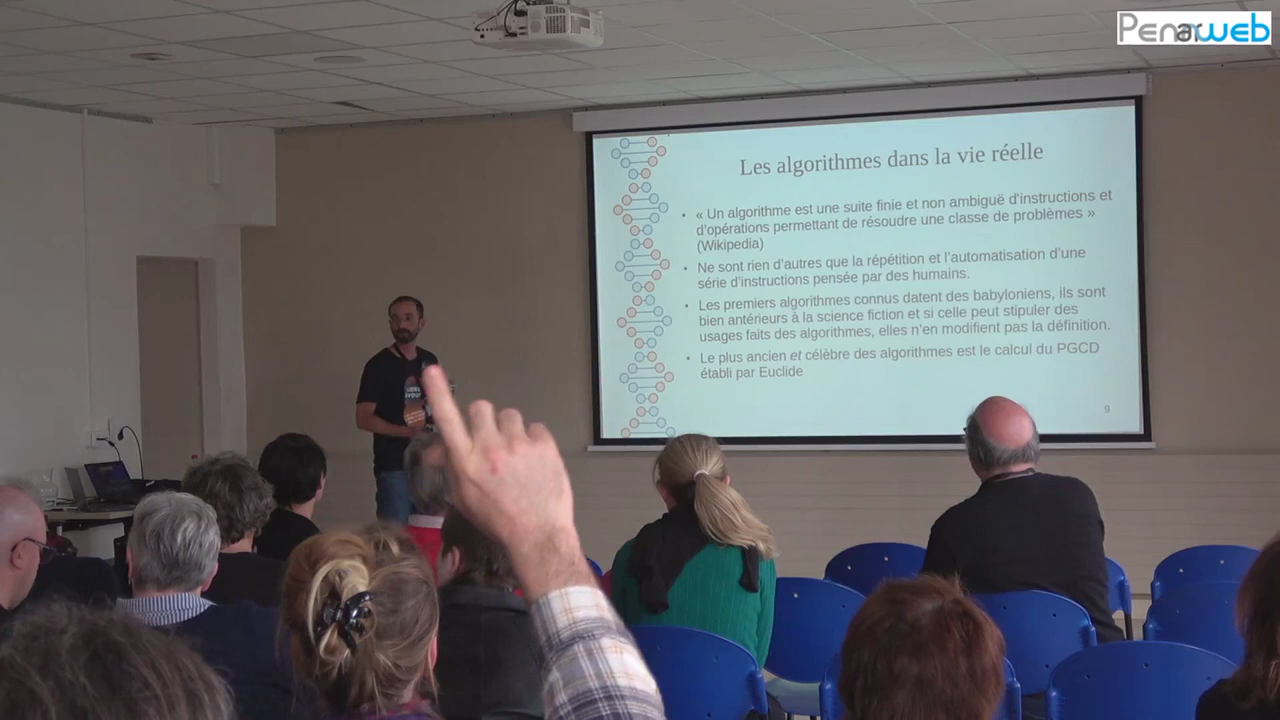 Penarweb
Les algorithmes dans la vie réelle
• « Un algorithme est une suite finie et non ambiguë d'instructions et
d'opérations permettant de résoudre une classe de problèmes »
(Wikipedia)
• Ne sont rien d'autres que la répétition et l'automatisation d'une
série d'instructions pensée par des humains.
• Les premiers algorithmes connus datent des babyloniens, ils sont
bien antérieurs à la science fiction et si celle peut stipuler des
usages faits des algorithmes, elles n'en modifient pas la définition.
• Le plus ancien et célèbre des algorithmes est le calcul du PGCD
établi par Euclide
9